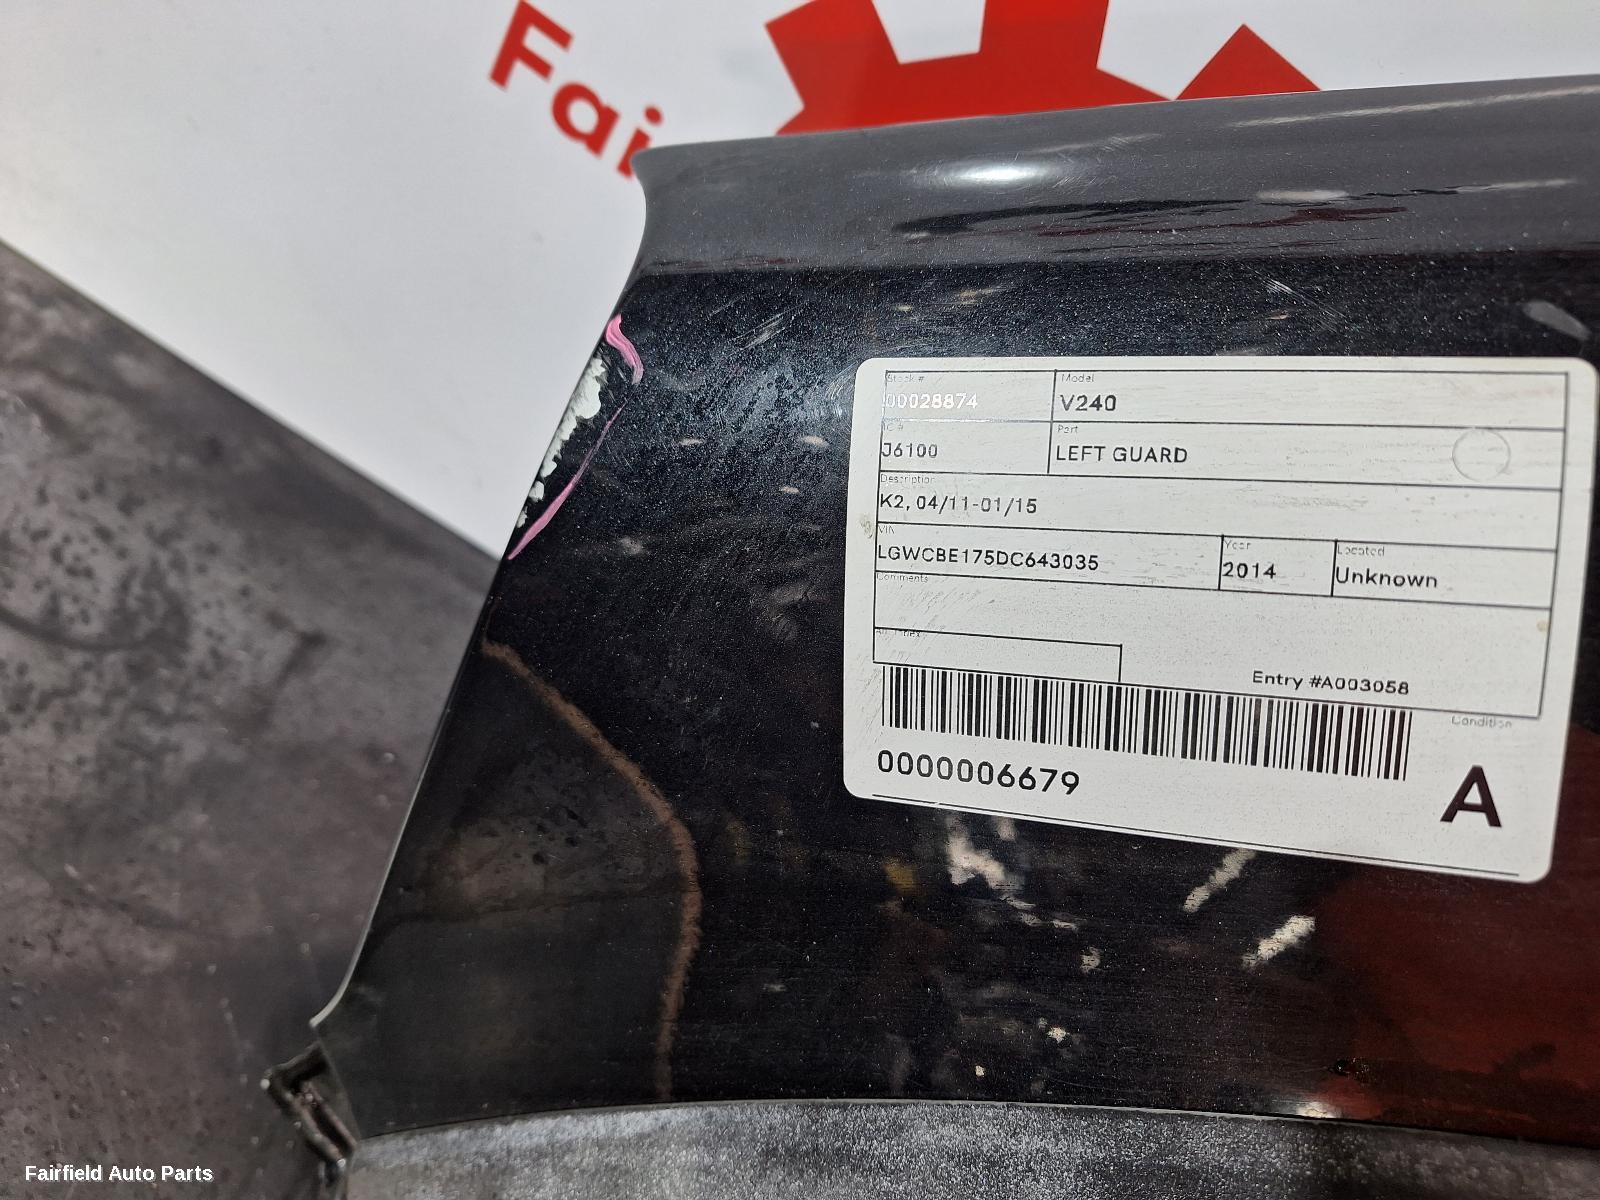 Fai
Stock #
00028874
Model
V240
IC #
J6100
Part
LEFT GUARD
Description
K2, 04/11-01/15
VIN
LGWCBE175DC643035
Year
2014
Located
Unknown
Comments
Entry #A003058
Condition
0000006679
A
Fairfield Auto Parts